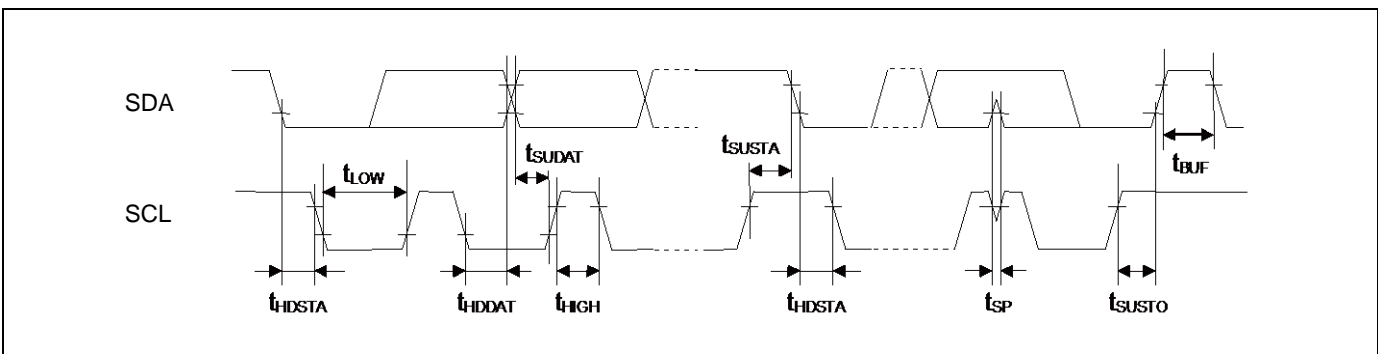 SDA
tSUDAT
tSUSTA
tBUF
tLOW
SCL
tHDSTA
tHDDAT
tHIGH
tHDSTA
tSP
tSUSTO